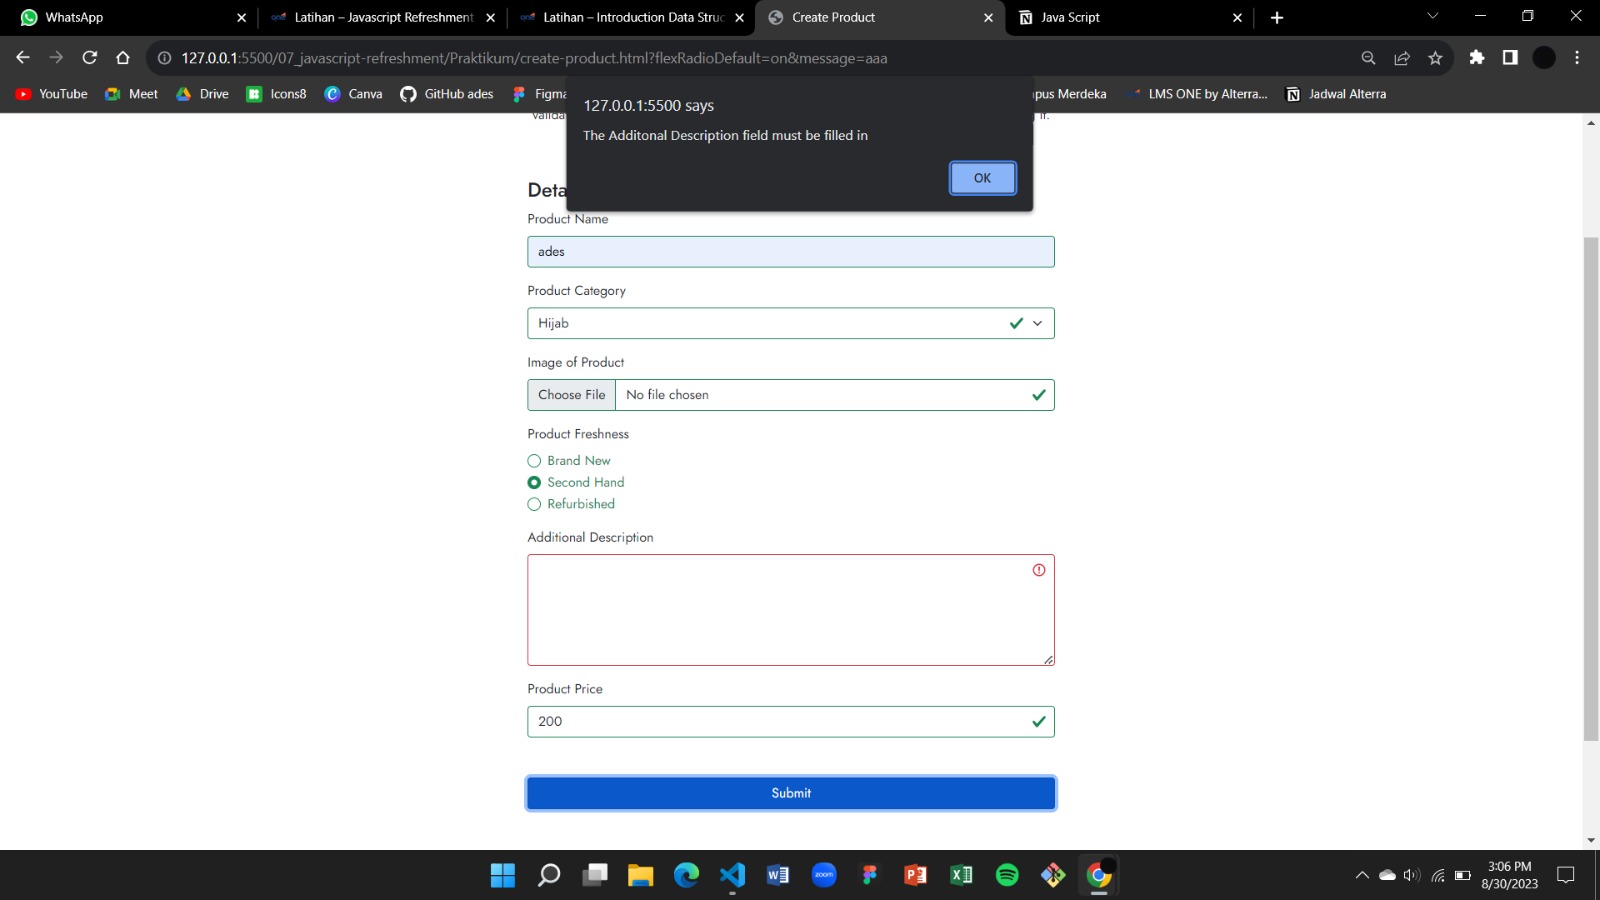 WhatsApp
Latihan – Javascript Refreshment
Latihan – Introduction Data Struc
Create Product
Java Script
127.0.0.1:5500/07_javascript-refreshment/Praktikum/create-product.html?flexRadioDefault=on&message=aaa
YouTube
Meet
Drive
Icons8
Canva
GitHub ades
Figma
pus Merdeka
LMS ONE by Alterra...
Jadwal Alterra
127.0.0.1:5500 says
The Additonal Description field must be filled in
OK
valida
it.
Deta
Product Name
ades
Product Category
Hijab
Image of Product
Choose File
No file chosen
Product Freshness
Brand New
Second Hand
Refurbished
Additional Description
Product Price
200
Submit
zoom
3:06 PM
8/30/2023